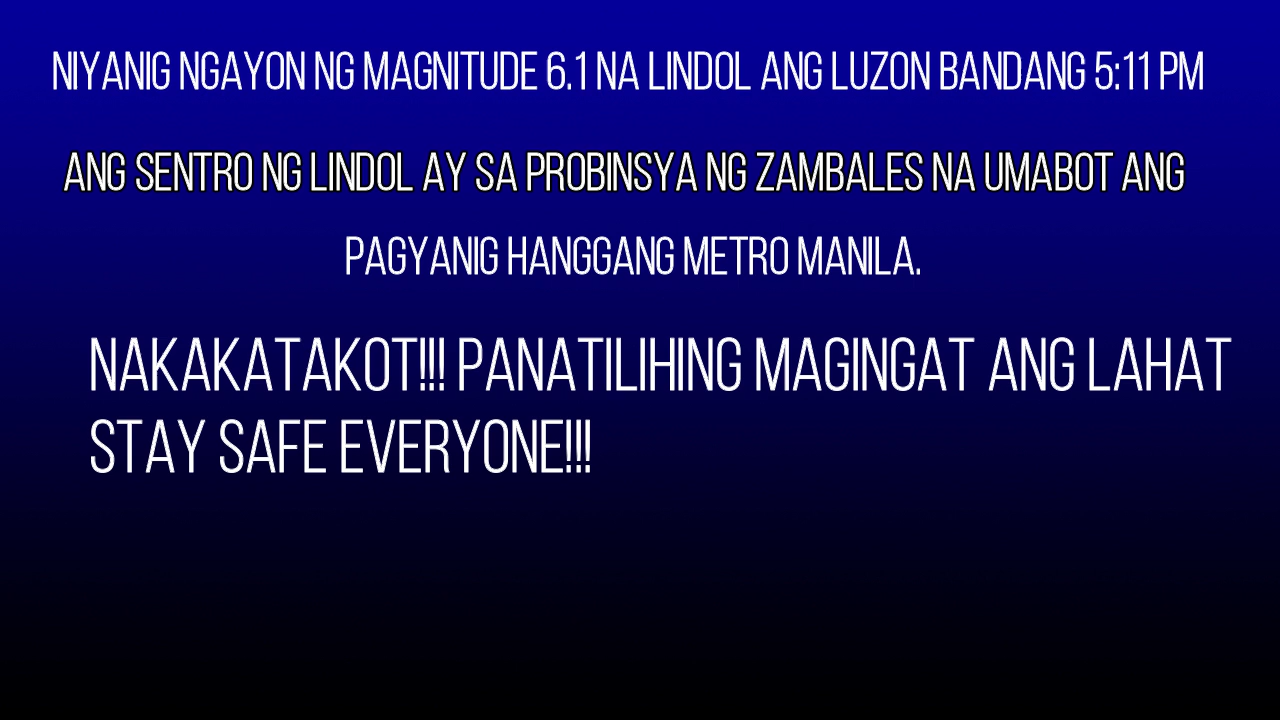 NIYANIG NGAYON NG MAGNITUDE 6.1 NA LINDOL ANG LUZON BANDANG 5:11 PM
ANG SENTRO NG LINDOL AY SA PROBINSYA NG ZAMBALES NA UMABOT ANG
PAGYANIG HANGGANG METRO MANILA.
NAKAKATAKOT!!! PANATILIHING MAGINGAT ANG LAHAT
STAY SAFE EVERYONE!!!